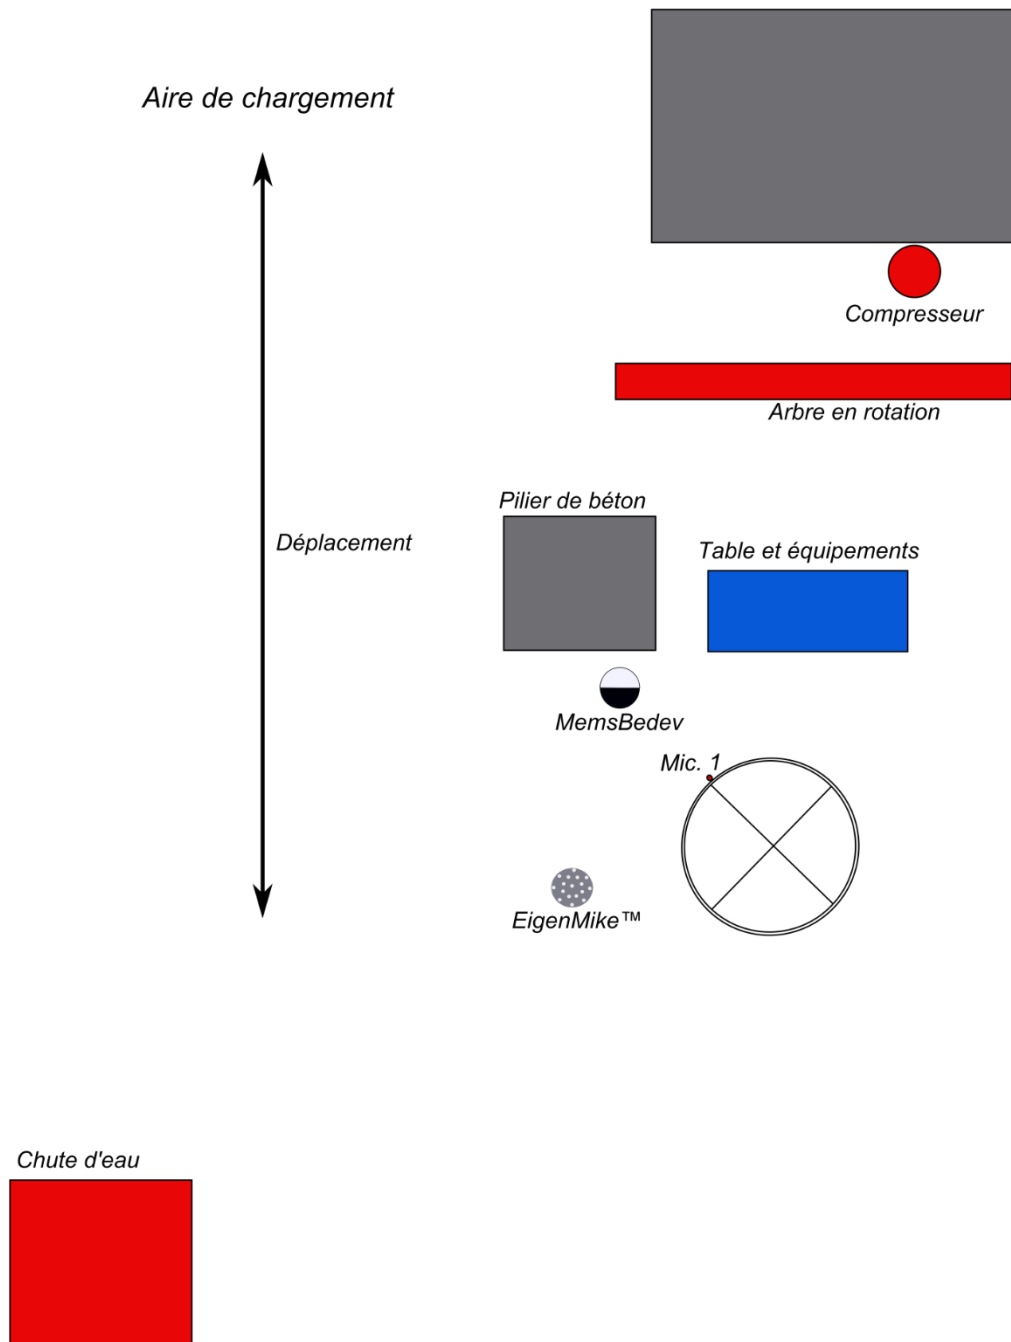 Aire de chargement
Compresseur
Arbre en rotation
Pilier de béton
Déplacement
Table et équipements
MemsBedev
Mic. 1
EigenMike™
Chute d'eau